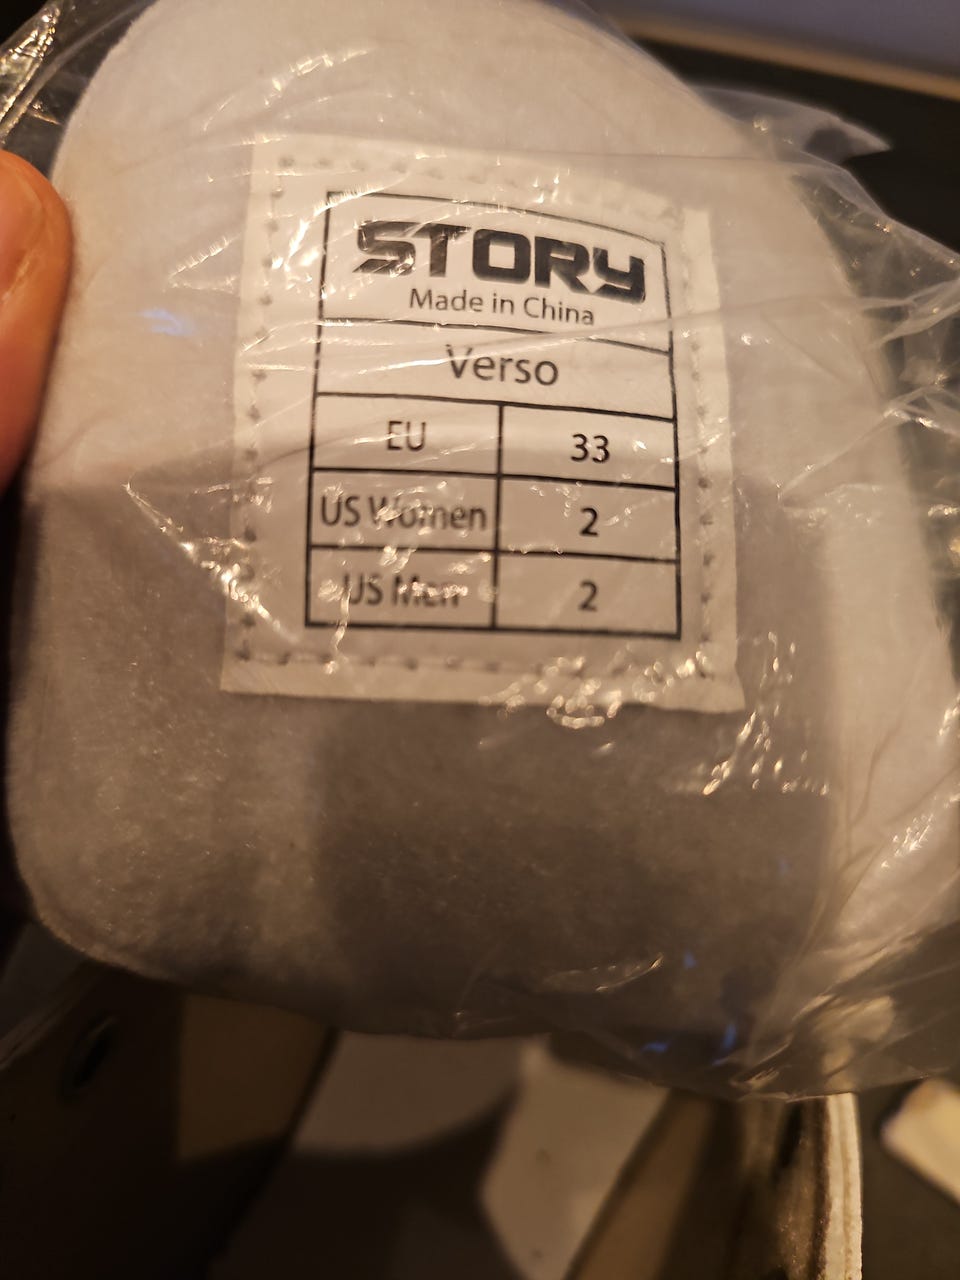 STORY
Made in China
Verso
EU 33
US Women 2
US Men 2